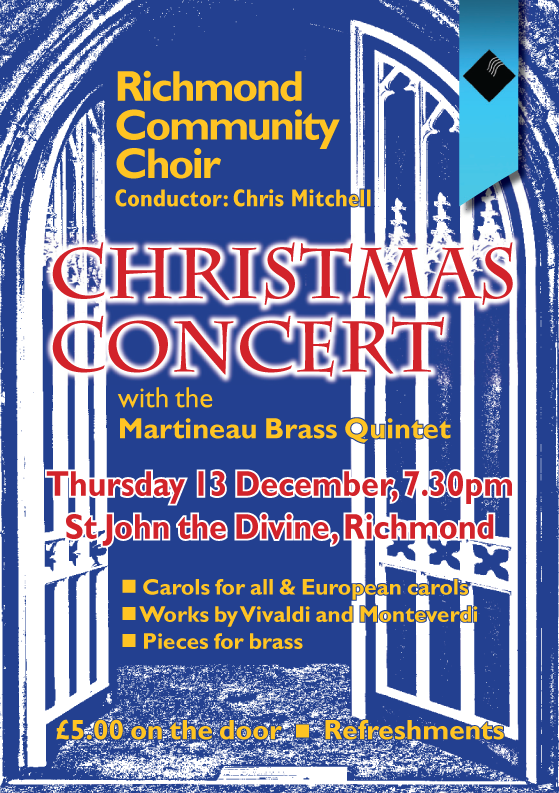 Richmond
Community
Choir
Conductor: Chris Mitchell
CHRISTMAS
CONCERT
with the
Martineau Brass Quintet
Thursday 13 December, 7.30pm
St John the Divine, Richmond
■ Carols for all & European carols
■ Works by Vivaldi and Monteverdi
■ Pieces for brass
£5.00 on the door ■ Refreshments